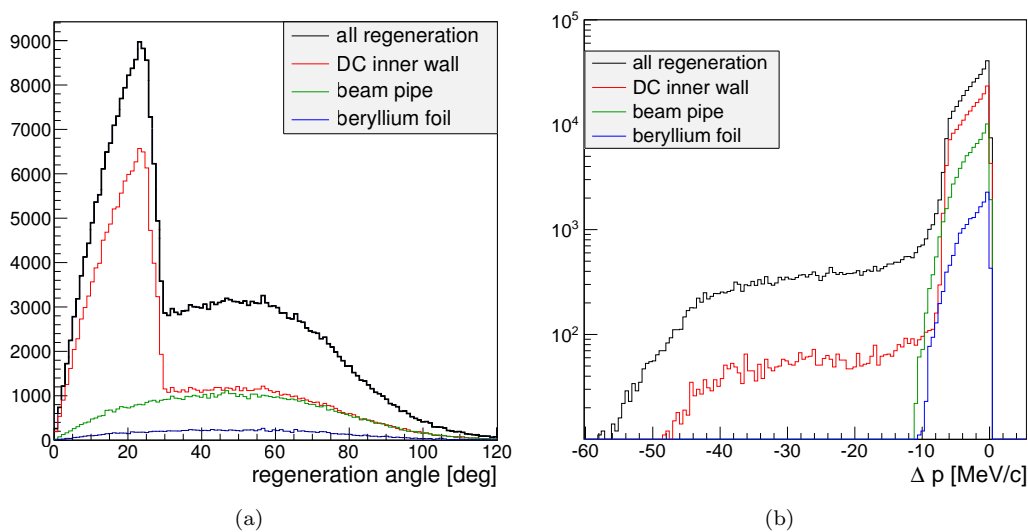 9000
8000
7000
6000
5000
4000
3000
2000
1000
0
0 20 40 60 80 100 120
regeneration angle [deg]
all regeneration
DC inner wall
beam pipe
beryllium foil
(a)
10^5
10^4
10^3
10^2
-60 -50 -40 -30 -20 -10 0
Δ p [MeV/c]
all regeneration
DC inner wall
beam pipe
beryllium foil
(b)